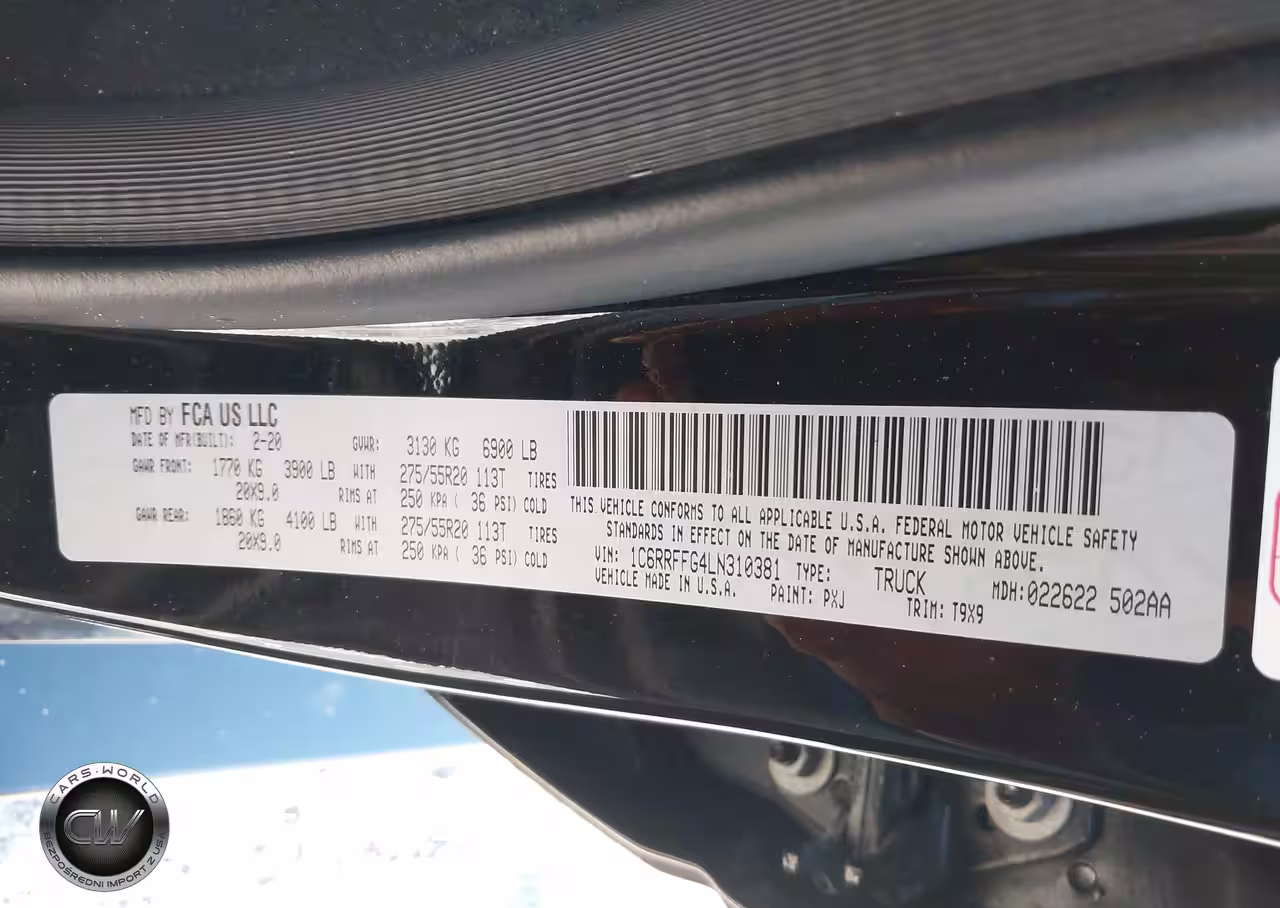 MFD BY FCA US LLC
DATE OF MFR(BUILT): 2-20 GVWR: 3130 KG 6900 LB
GAWR FRONT: 1770 KG 3900 LB WITH 275/55R20 113T TIRES
20X9.0 RIMS AT 250 KPA ( 36 PSI) COLD
GAWR REAR: 1860 KG 4100 LB WITH 275/55R20 113T TIRES
20X9.0 RIMS AT 250 KPA ( 36 PSI) COLD
THIS VEHICLE CONFORMS TO ALL APPLICABLE U.S.A. FEDERAL MOTOR VEHICLE SAFETY
STANDARDS IN EFFECT ON THE DATE OF MANUFACTURE SHOWN ABOVE.
VIN: 1C6RRFFG4LN310381 TYPE: TRUCK MDH:022622 502AA
VEHICLE MADE IN U.S.A. PAINT: PXJ TRIM: T9X9
CARS-WORLD
CW
BEZPOŚREDNI IMPORT Z USA